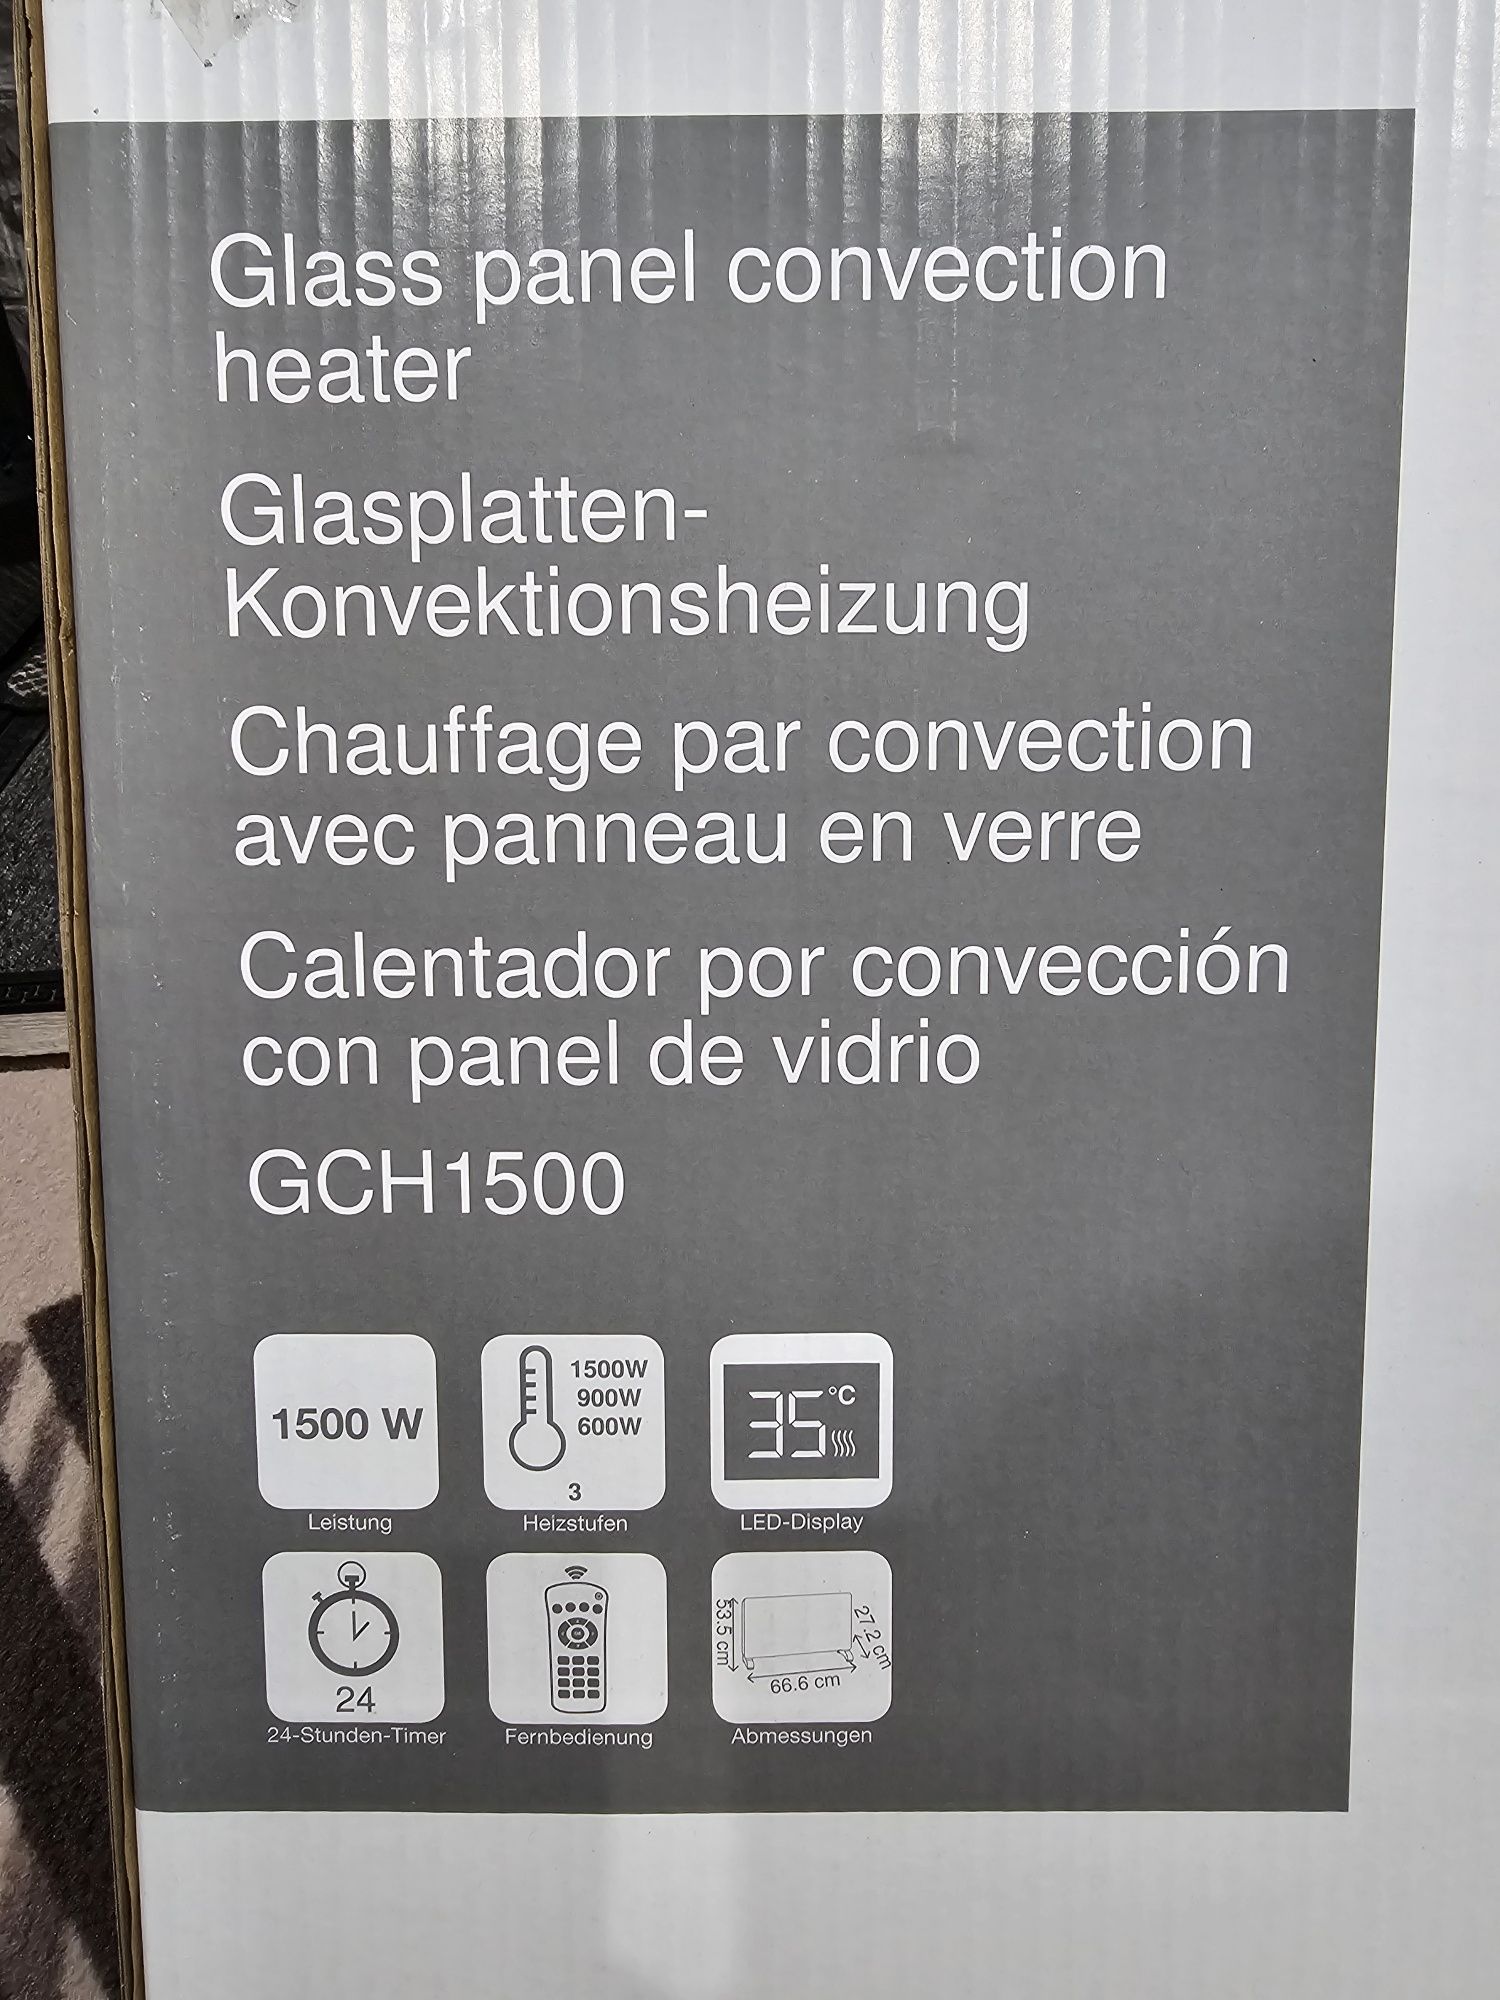 Glass panel convection
heater
Glasplatten-
Konvektionsheizung
Chauffage par convection
avec panneau en verre
Calentador por convección
con panel de vidrio
GCH1500
1500 W
Leistung
1500W
900W
600W
3
Heizstufen
35 °C
LED-Display
24
24-Stunden-Timer
Fernbedienung
53.5 cm
27.2 cm
66.6 cm
Abmessungen